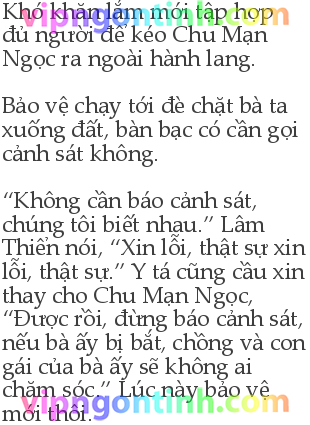 Khó khăn lắm mới tập hợp
đủ người để kéo Chu Mạn
Ngọc ra ngoài hành lang.
Bảo vệ chạy tới đè chặt bà ta
xuống đất, bàn bạc có cần gọi
cảnh sát không.
“Không cần báo cảnh sát,
chúng tôi biết nhau.” Lâm
Thiển nói, “Xin lỗi, thật sự xin
lỗi, thật sự.” Y tá cũng cầu xin
thay cho Chu Mạn Ngọc,
“Được rồi, đừng báo cảnh sát,
nếu bà ấy bị bắt, chồng và con
gái của bà ấy sẽ không ai
chăm sóc.” Lúc này bảo vệ
mới thôi.
vipngontinh.com
vipngontinh.com
vipngontinh.com
vipngontinh.com